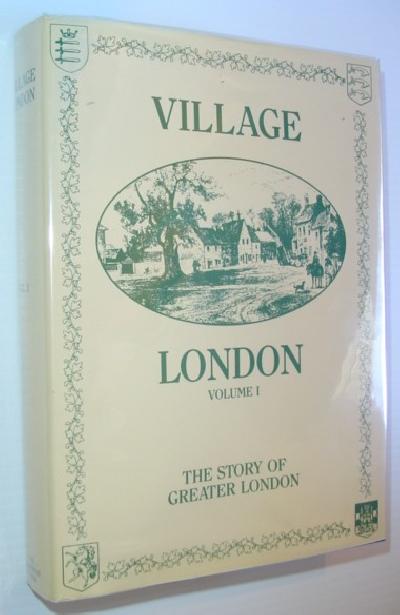 VILLAGE
LONDON
VOLUME I
THE STORY OF
GREATER LONDON
VILLAGE
LONDON